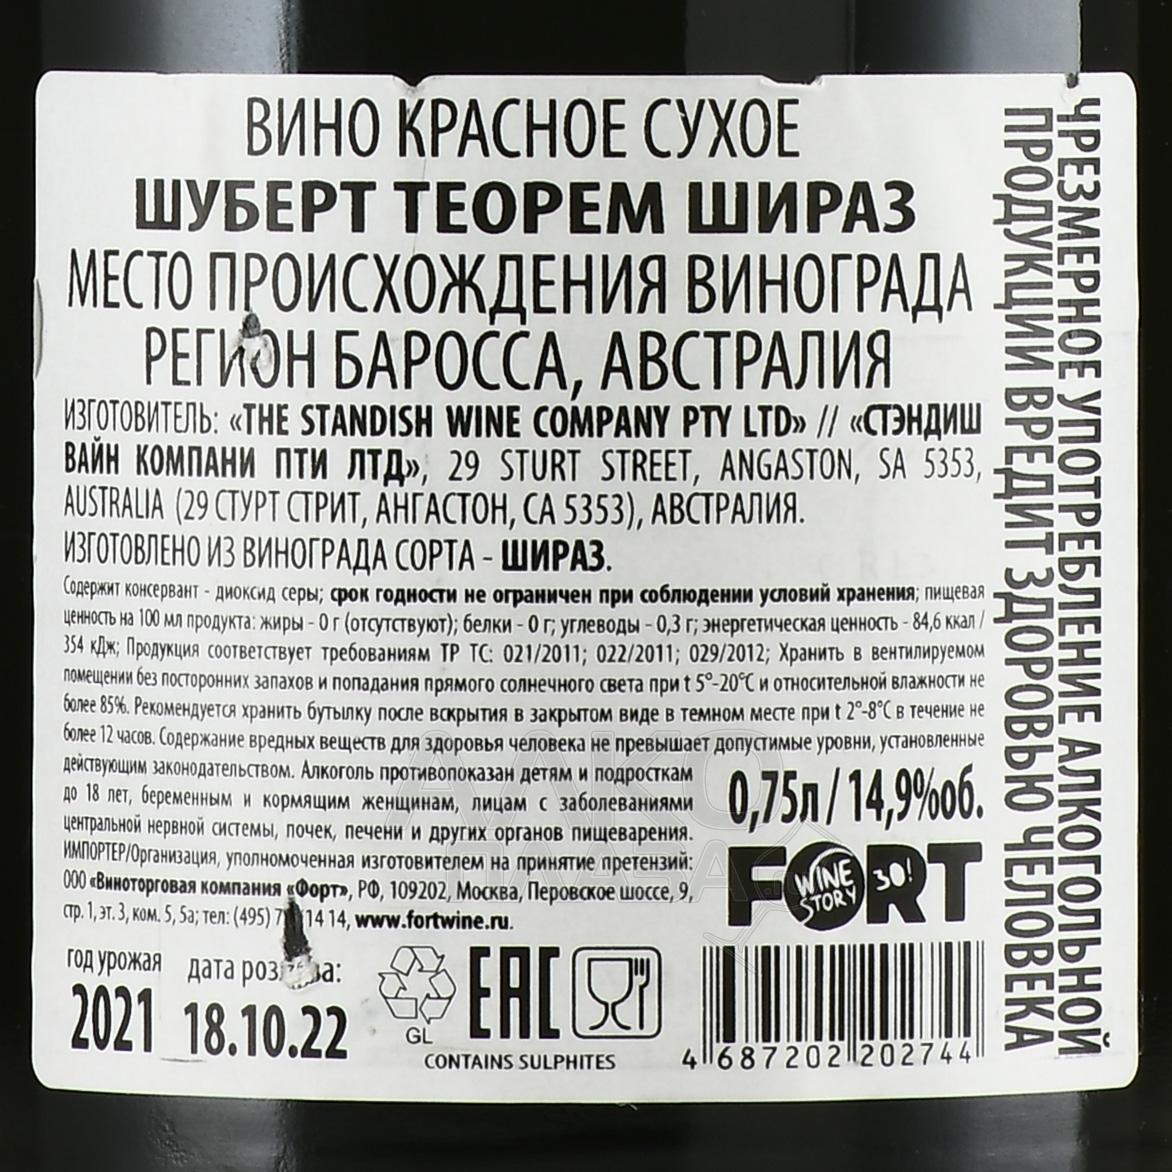 ВИНО КРАСНОЕ СУХОЕ
ШУБЕРТ ТЕОРЕМ ШИРАЗ
МЕСТО ПРОИСХОЖДЕНИЯ ВИНОГРАДА
РЕГИОН БАРОССА, АВСТРАЛИЯ
ИЗГОТОВИТЕЛЬ: «THE STANDISH WINE COMPANY PTY LTD» // «СТЭНДИШ
ВАЙН КОМПАНИ ПТИ ЛТД», 29 STURT STREET, ANGASTON, SA 5353,
AUSTRALIA (29 СТУРТ СТРИТ, АНГАСТОН, СА 5353), АВСТРАЛИЯ.
ИЗГОТОВЛЕНО ИЗ ВИНОГРАДА СОРТА - ШИРАЗ.
Содержит консервант - диоксид серы; срок годности не ограничен при соблюдении условий хранения; пищевая
ценность на 100 мл продукта: жиры - 0 г (отсутствуют); белки - 0 г; углеводы - 0,3 г; энергетическая ценность - 84,6 ккал /
354 кДж; Продукция соответствует требованиям ТР ТС: 021/2011; 022/2011; 029/2012; Хранить в вентилируемом
помещении без посторонних запахов и попадания прямого солнечного света при t 5°-20°С и относительной влажности не
более 85%. Рекомендуется хранить бутылку после вскрытия в закрытом виде в темном месте при t 2°-8°С в течение не
более 12 часов. Содержание вредных веществ для здоровья человека не превышает допустимые уровни, установленные
действующим законодательством. Алкоголь противопоказан детям и подросткам
до 18 лет, беременным и кормящим женщинам, лицам с заболеваниями
центральной нервной системы, почек, печени и других органов пищеварения.
ИМПОРТЕР/Организация, уполномоченная изготовителем на принятие претензий:
ООО «Виноторговая компания «Форт», РФ, 109202, Москва, Перовское шоссе, 9,
стр. 1, эт. 3, ком. 5, 5а; тел: (495) 14 14, www.fortwine.ru.
0,75л / 14,9%об.
FORT
WINE STORY 30!
год урожая
2021
дата розлива:
18.10.22
GL
EAC
CONTAINS SULPHITES
4 687202 202744
ЧРЕЗМЕРНОЕ УПОТРЕБЛЕНИЕ АЛКОГОЛЬНОЙ
ПРОДУКЦИИ ВРЕДИТ ЗДОРОВЬЮ ЧЕЛОВЕКА